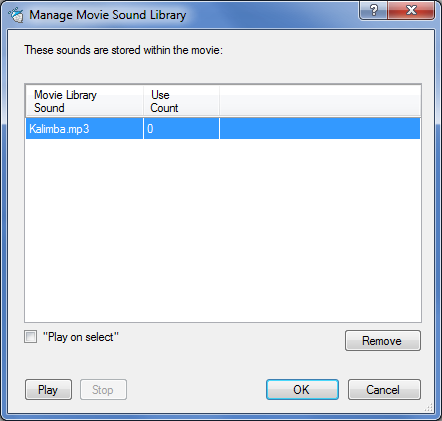 Manage Movie Sound Library
These sounds are stored within the movie:
Movie Library Use
Sound Count
Kalimba.mp3 0
"Play on select"
Remove
Play Stop OK Cancel